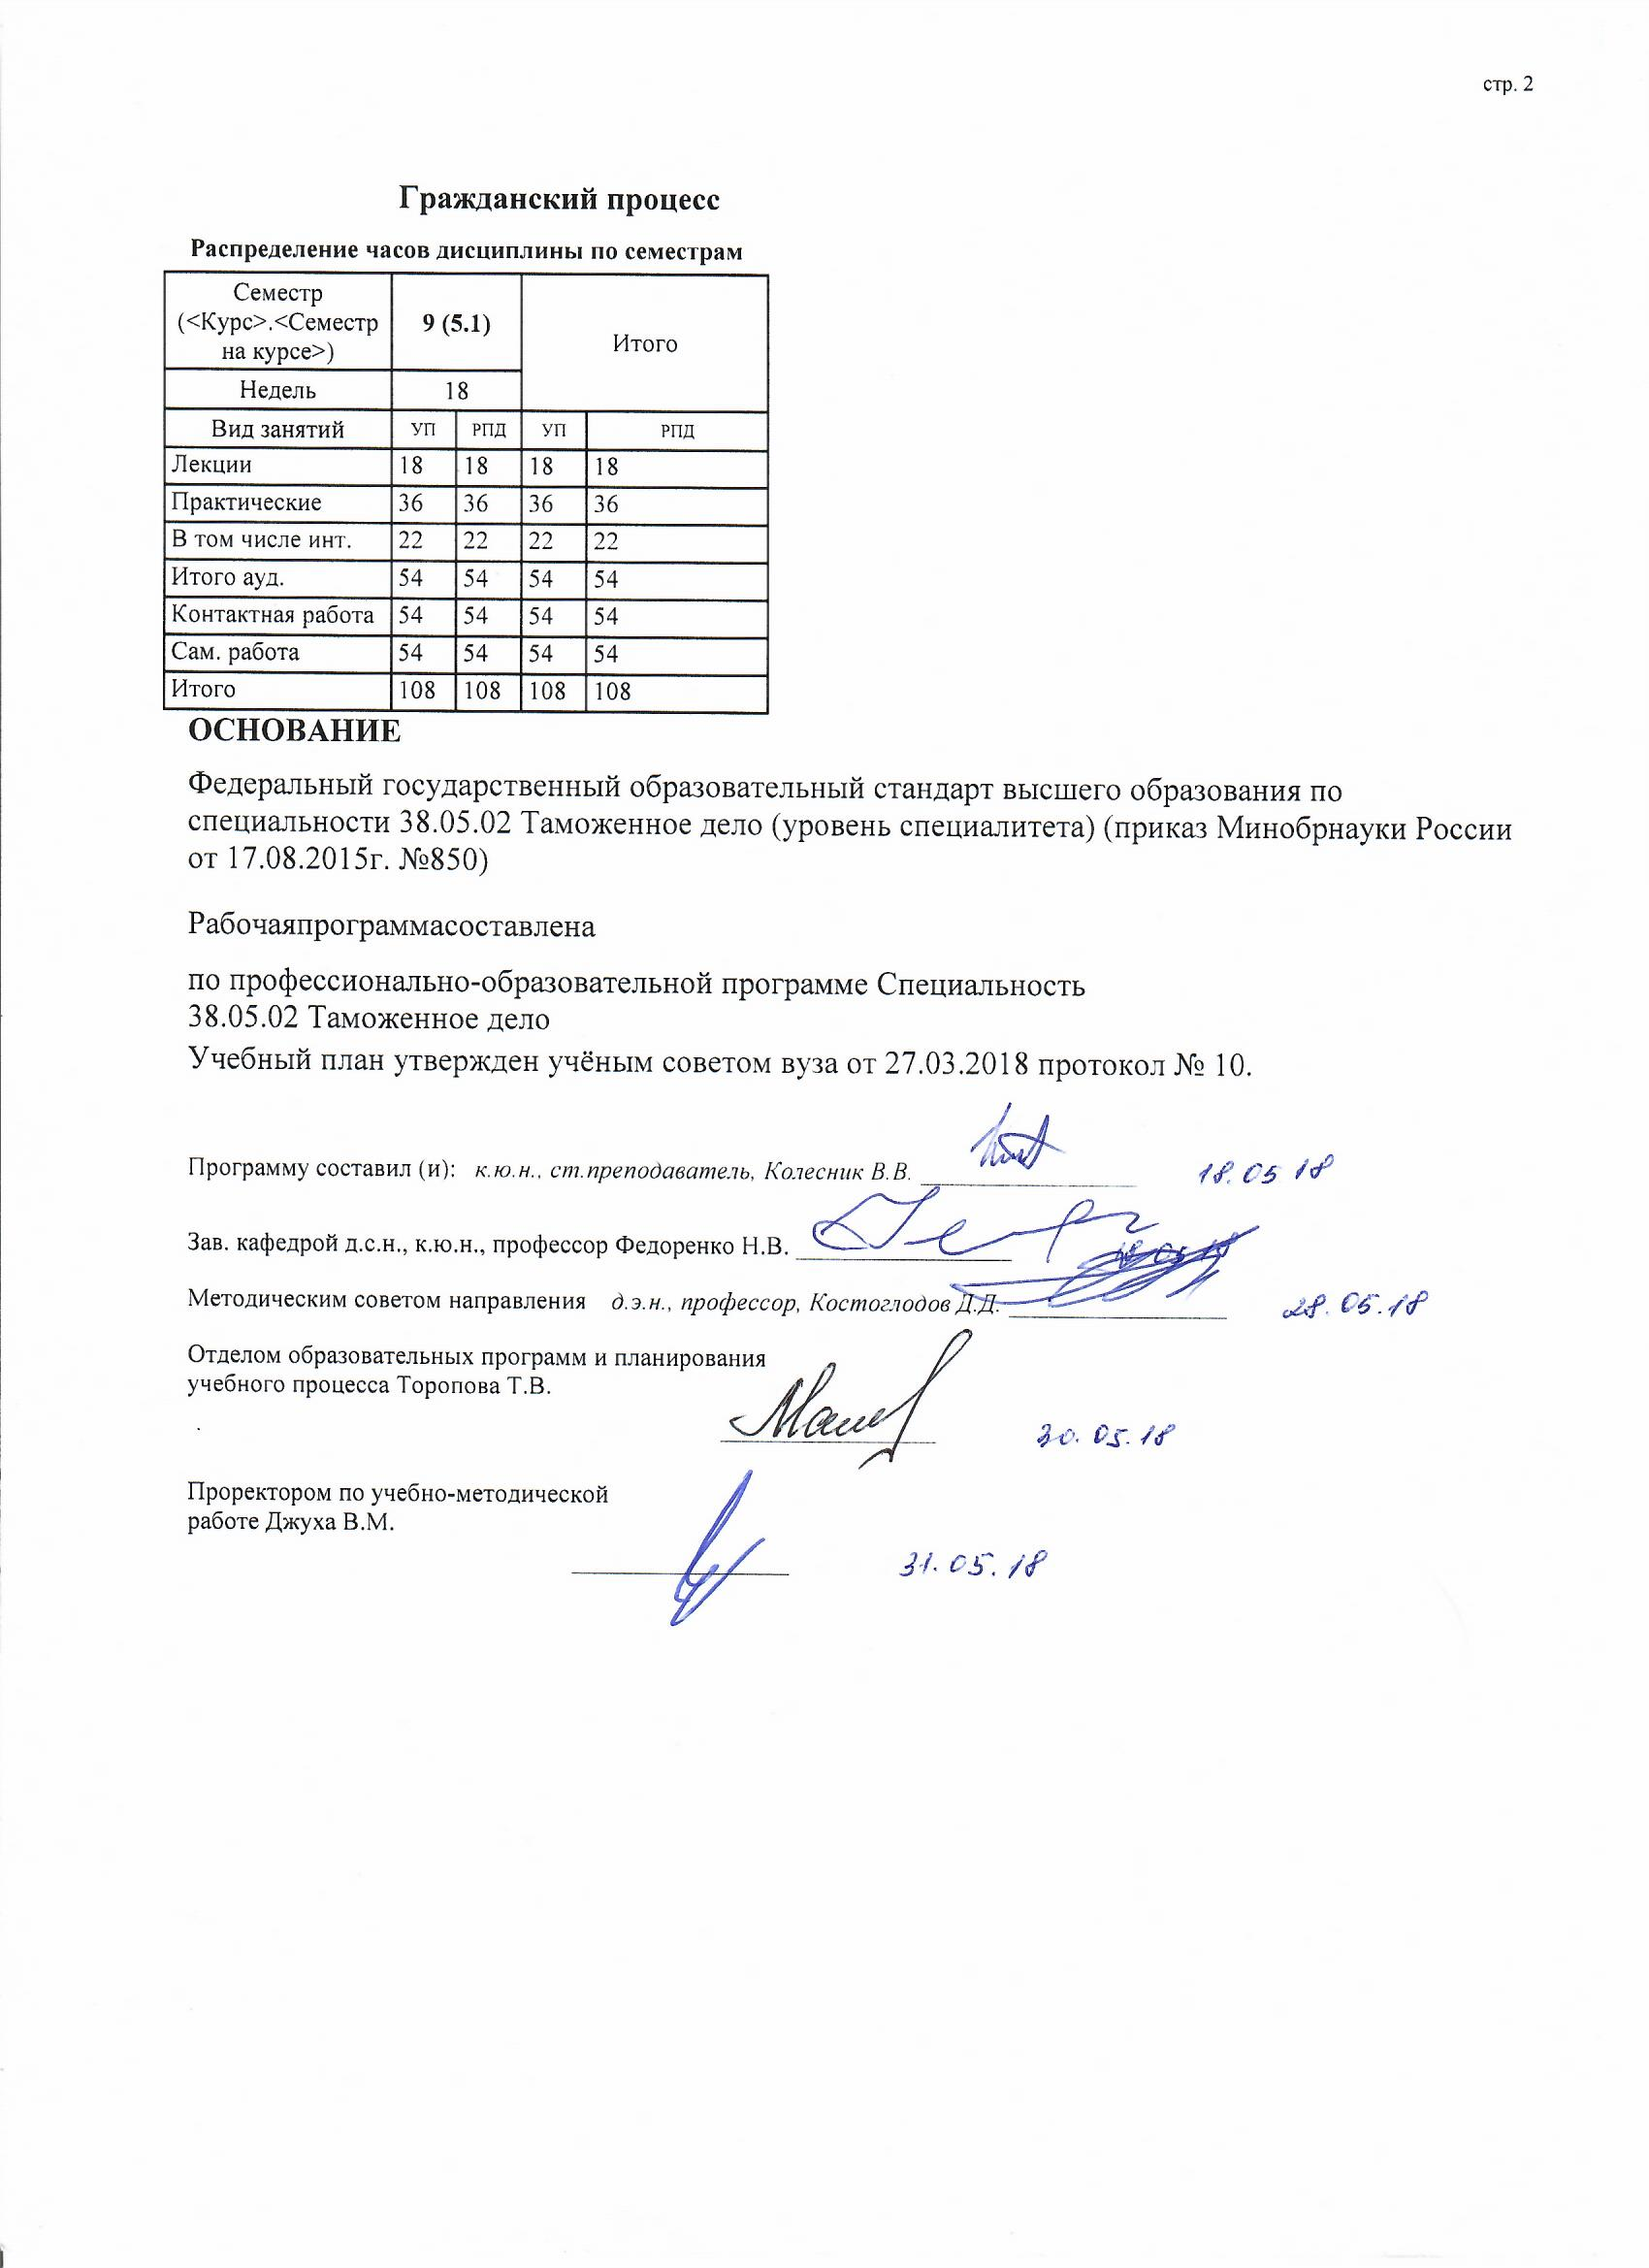 стр. 2
Гражданский процесс
Распределение часов дисциплины по семестрам
Семестр
(<Курс>.<Семестр
на курсе>)
9 (5.1)
Итого
Недель 18
Вид занятий УП РПД УП РПД
Лекции 18 18 18 18
Практические 36 36 36 36
В том числе инт. 22 22 22 22
Итого ауд. 54 54 54 54
Контактная работа 54 54 54 54
Сам. работа 54 54 54 54
Итого 108 108 108 108
ОСНОВАНИЕ
Федеральный государственный образовательный стандарт высшего образования по
специальности 38.05.02 Таможенное дело (уровень специалитета) (приказ Минобрнауки России
от 17.08.2015г. №850)
Рабочаяпрограммасоставлена
по профессионально-образовательной программе Специальность
38.05.02 Таможенное дело
Учебный план утвержден учёным советом вуза от 27.03.2018 протокол № 10.
Программу составил (и): к.ю.н., ст.преподаватель, Колесник В.В. 18.05 18
Зав. кафедрой д.с.н., к.ю.н., профессор Федоренко Н.В.
Методическим советом направления д.э.н., профессор, Костоглодов Д.Д. 28.05.18
Отделом образовательных программ и планирования
учебного процесса Торопова Т.В.
30.05.18
Проректором по учебно-методической
работе Джуха В.М.
31.05.18